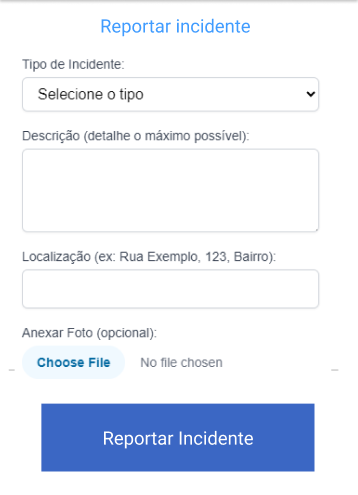 Reportar incidente
Tipo de Incidente:
Selecione o tipo
Descrição (detalhe o máximo possível):
Localização (ex: Rua Exemplo, 123, Bairro):
Anexar Foto (opcional):
Choose File No file chosen
Reportar Incidente